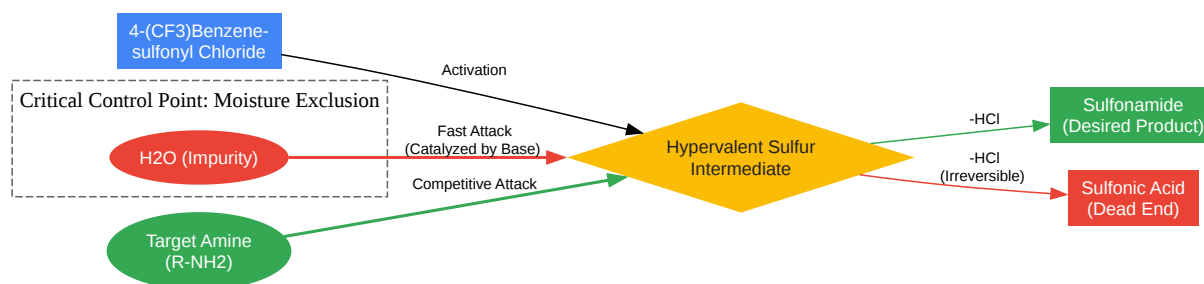 4-(CF3)Benzene-
sulfonyl Chloride
Activation
Critical Control Point: Moisture Exclusion
H2O (Impurity)
Fast Attack
(Catalyzed by Base)
Competitive Attack
Target Amine
(R-NH2)
Hypervalent Sulfur
Intermediate
-HCl
Sulfonamide
(Desired Product)
-HCl
(Irreversible)
Sulfonic Acid
(Dead End)